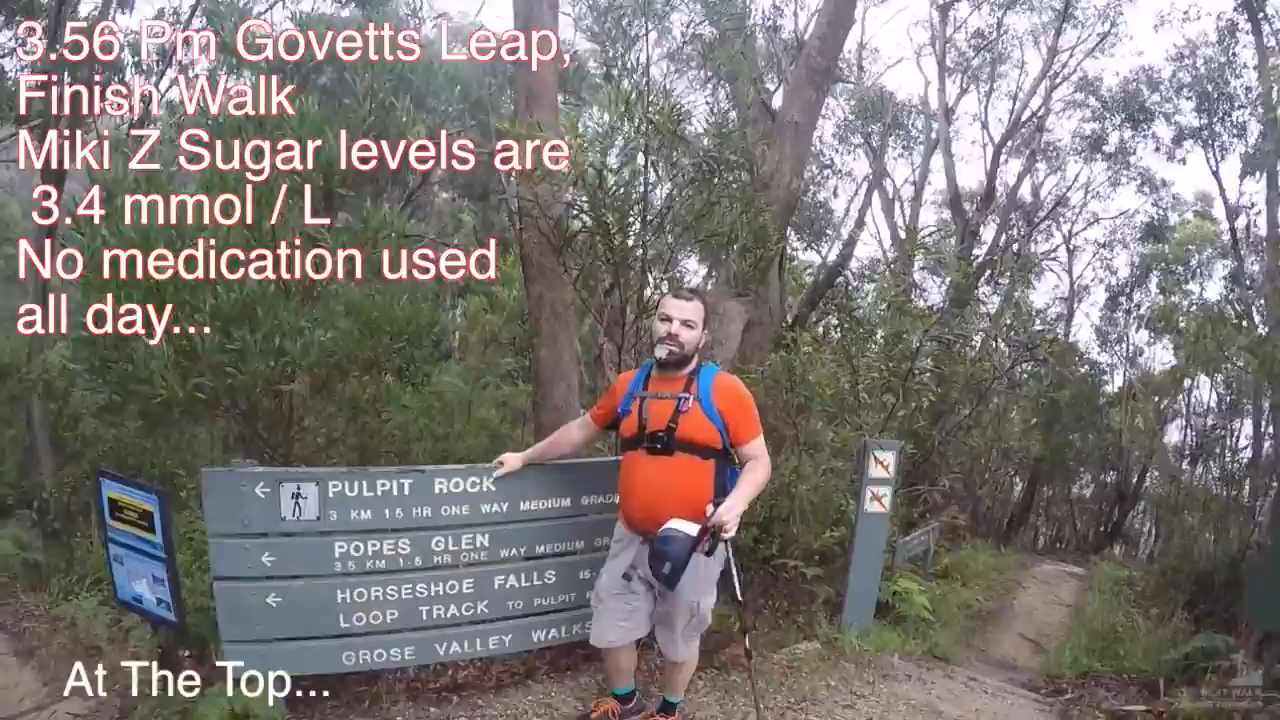 3.56 Pm Govetts Leap,
Finish Walk
Miki Z Sugar levels are
3.4 mmol / L
No medication used
all day...
PULPIT ROCK
3 KM 1·5 HR ONE WAY MEDIUM GRADE
POPES GLEN
3·5 KM 1·5 HR ONE WAY MEDIUM GR
HORSESHOE FALLS 15-
LOOP TRACK TO PULPIT R
GROSE VALLEY WALKS
At The Top...